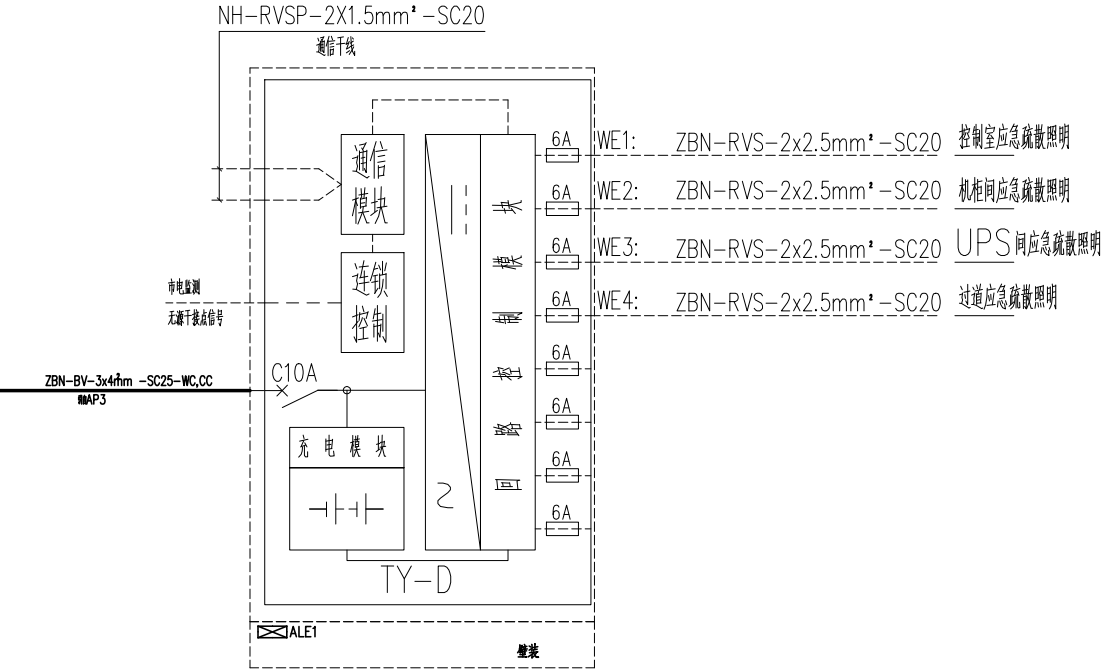 NH-RVSP-2X1.5mm²-SC20
通信干线
通信
模块
连锁
控制
市电监测
无源干接点信号
ZBN-BV-3x4mm² -SC25-WC,CC
AP3
C10A
充电模块
TY-D
回路控制模块
6A WE1: ZBN-RVS-2x2.5mm²-SC20 控制室应急疏散照明
6A WE2: ZBN-RVS-2x2.5mm²-SC20 机柜间应急疏散照明
6A WE3: ZBN-RVS-2x2.5mm²-SC20 UPS间应急疏散照明
6A WE4: ZBN-RVS-2x2.5mm²-SC20 过道应急疏散照明
6A
6A
6A
6A
ALE1
壁装